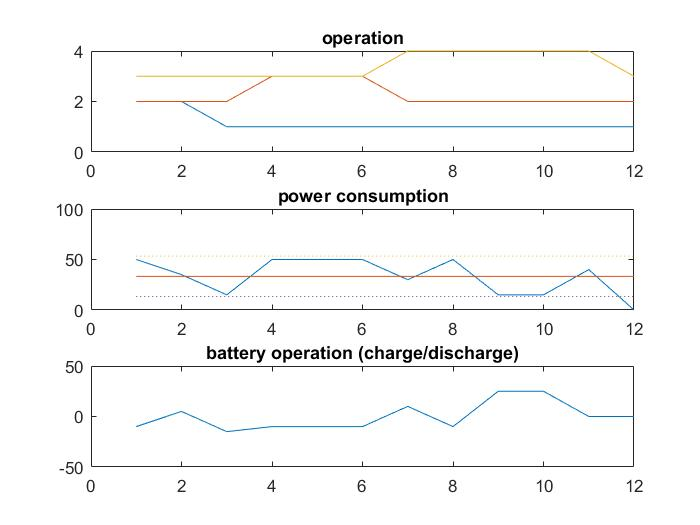 operation
4
2
0
0 2 4 6 8 10 12
power consumption
100
50
0
0 2 4 6 8 10 12
battery operation (charge/discharge)
50
0
-50
0 2 4 6 8 10 12